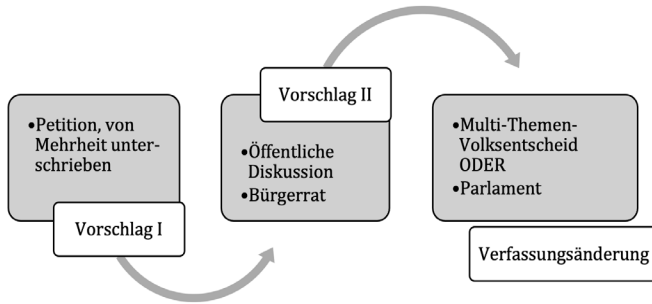 •Petition, von
Mehrheit unter-
schrieben
Vorschlag I
Vorschlag II
•Öffentliche
Diskussion
•Bürgerrat
•Multi-Themen-
Volksentscheid
ODER
•Parlament
Verfassungsänderung